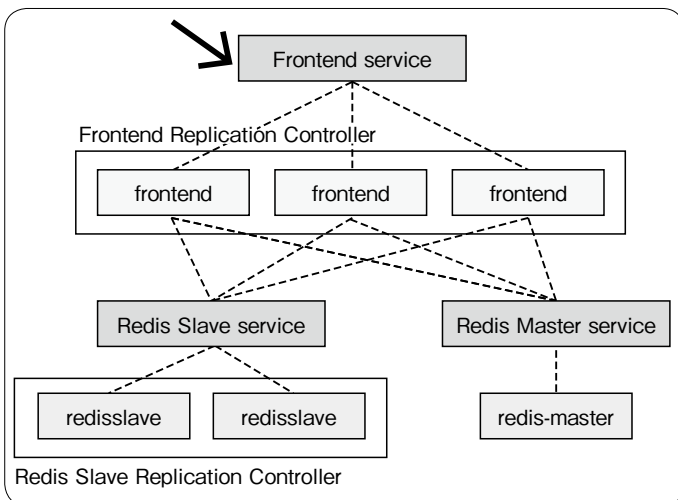 Frontend service
Frontend Replication Controller
frontend
frontend
frontend
Redis Slave service
Redis Master service
redisslave
redisslave
redis-master
Redis Slave Replication Controller